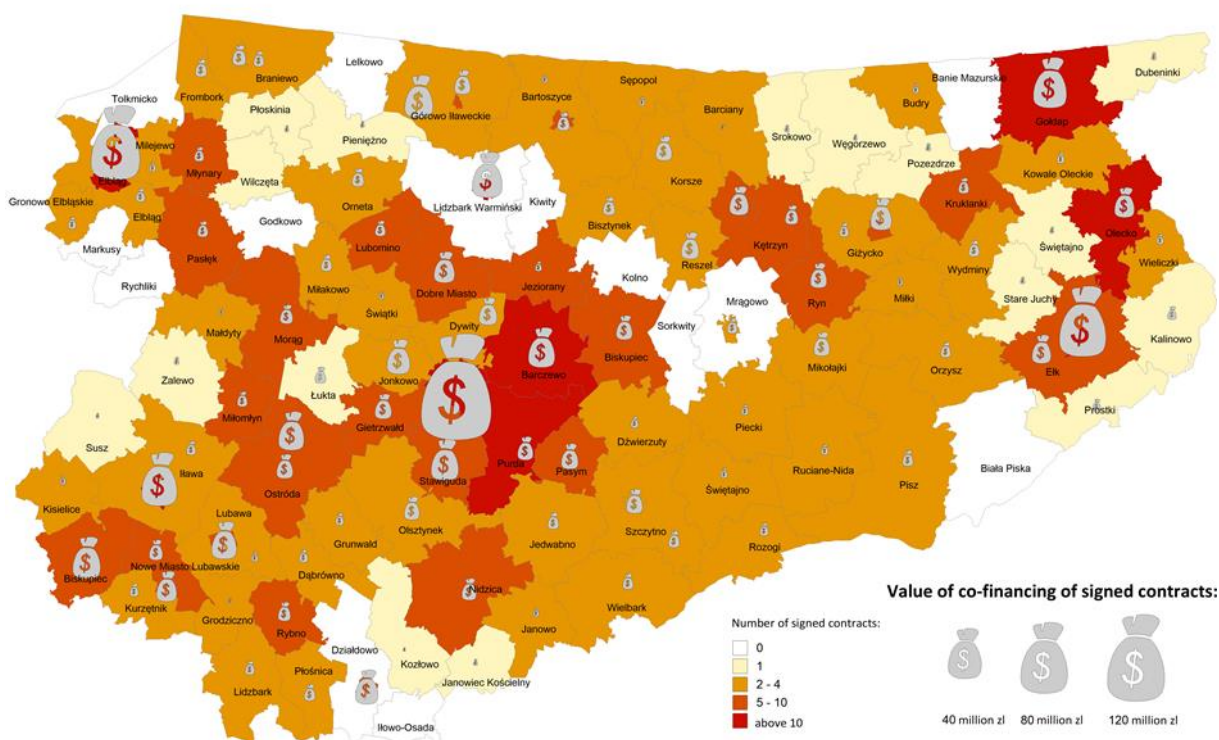 Lelkowo
Sępopol
Banie Mazurskie
Dubeninki
Braniewo
Tolkmicko
Frombork
Płoskinia
Bartoszyce
Barciany
Budry
Górowo Iławeckie
Gołdap
Milejewo
Pieniężno
Srokowo
Węgorzewo
Młynary
Pozezdrze
Elbląg
Kowale Oleckie
Wilczęta
Korsze
Gronowo Elbląskie
Lidzbark Warmiński
Kiwity
Orneta
Kruklanki
Elbląg
Godkowo
Bisztynek
Lubomino
Kętrzyn
Olecko
Markusy
Świętajno
Giżycko
Pasłęk
Reszel
Wydminy
Wieliczki
Miłakowo
Kolno
Rychliki
Dobre Miasto
Jeziorany
Ryn
Miłki
Stare Juchy
Mrągowo
Świątki
Sorkwity
Małdyty
Dywity
Kalinowo
Morąg
Biskupiec
Mikołajki
Orzysz
Ełk
Barczewo
Zalewo
Jonkowo
Łukta
Miłomłyn
Gietrzwałd
Prostki
Piecki
Dźwierzuty
Susz
Iława
Purda
Pasym
Ruciane-Nida
Biała Piska
Stawiguda
Pisz
Ostróda
Świętajno
Kisielice
Lubawa
Olsztynek
Szczytno
Grunwald
Jedwabno
Rozogi
Biskupiec
Nowe Miasto Lubawskie
Dąbrówno
Nidzica
Kurzętnik
Wielbark
Grodziczno
Rybno
Janowo
Działdowo
Kozłowo
Płośnica
Janowiec Kościelny
Lidzbark
Iłowo-Osada
Value of co-financing of signed contracts:
40 million zl
80 million zl
120 million zl
Number of signed contracts:
0
1
2 - 4
5 - 10
above 10